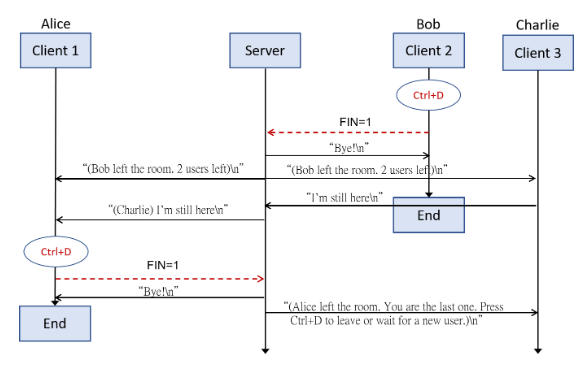 Alice
Bob
Charlie
Client 1
Server
Client 2
Client 3
Ctrl+D
FIN=1
“Bye!\n”
“(Bob left the room. 2 users left)\n”
“(Bob left the room. 2 users left)\n”
“I’m still here\n”
“(Charlie) I’m still here\n”
End
Ctrl+D
FIN=1
“Bye!\n”
End
“(Alice left the room. You are the last one. Press
Ctrl+D to leave or wait for a new user.)\n”